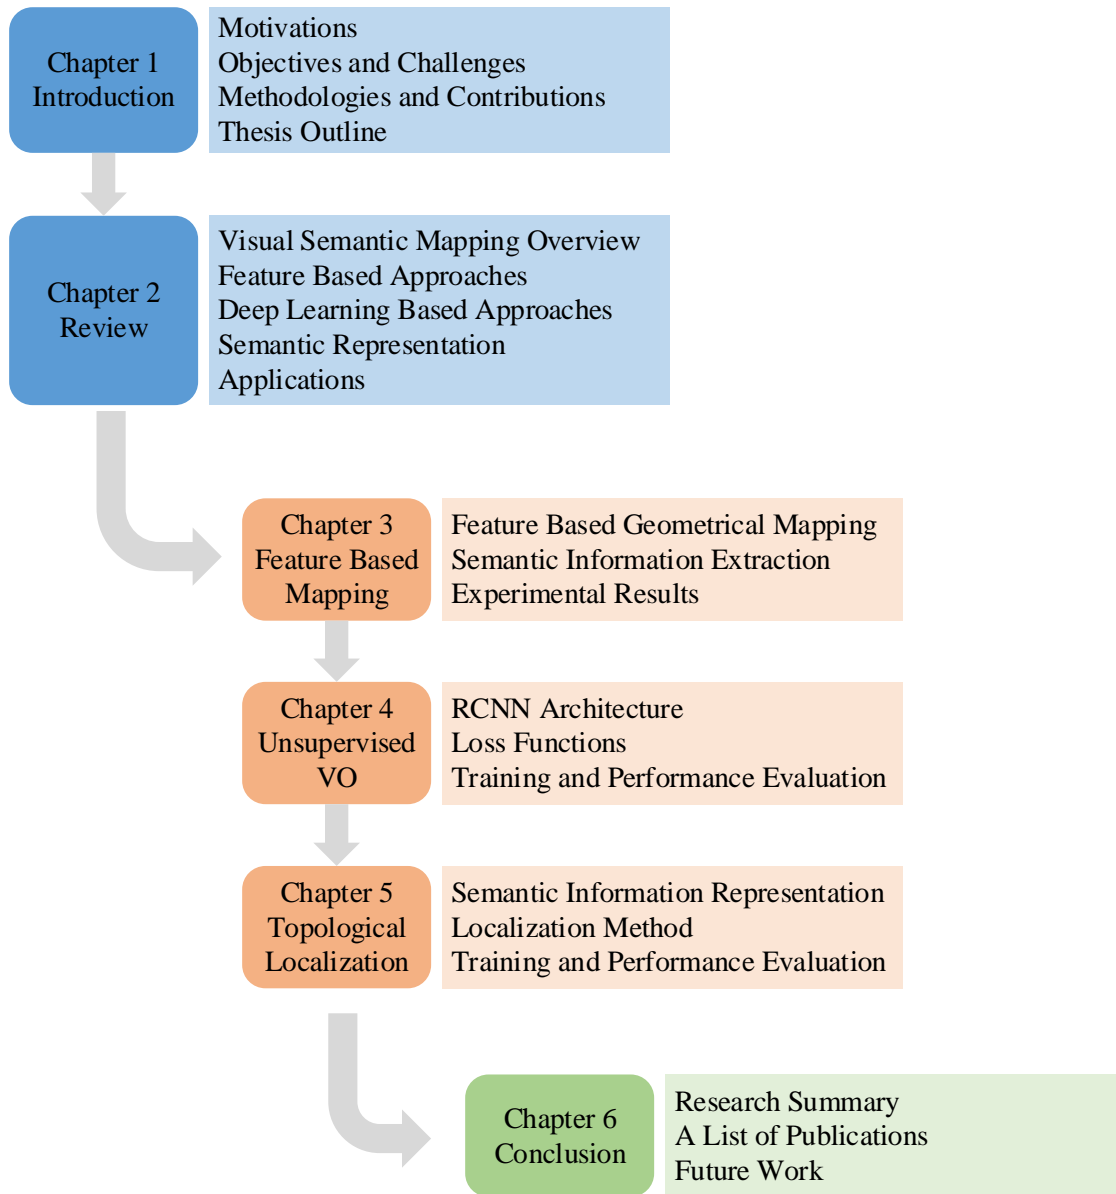 Chapter 1
Introduction
Motivations
Objectives and Challenges
Methodologies and Contributions
Thesis Outline
Chapter 2
Review
Visual Semantic Mapping Overview
Feature Based Approaches
Deep Learning Based Approaches
Semantic Representation
Applications
Chapter 3
Feature Based
Mapping
Feature Based Geometrical Mapping
Semantic Information Extraction
Experimental Results
Chapter 4
Unsupervised
VO
RCNN Architecture
Loss Functions
Training and Performance Evaluation
Chapter 5
Topological
Localization
Semantic Information Representation
Localization Method
Training and Performance Evaluation
Chapter 6
Conclusion
Research Summary
A List of Publications
Future Work